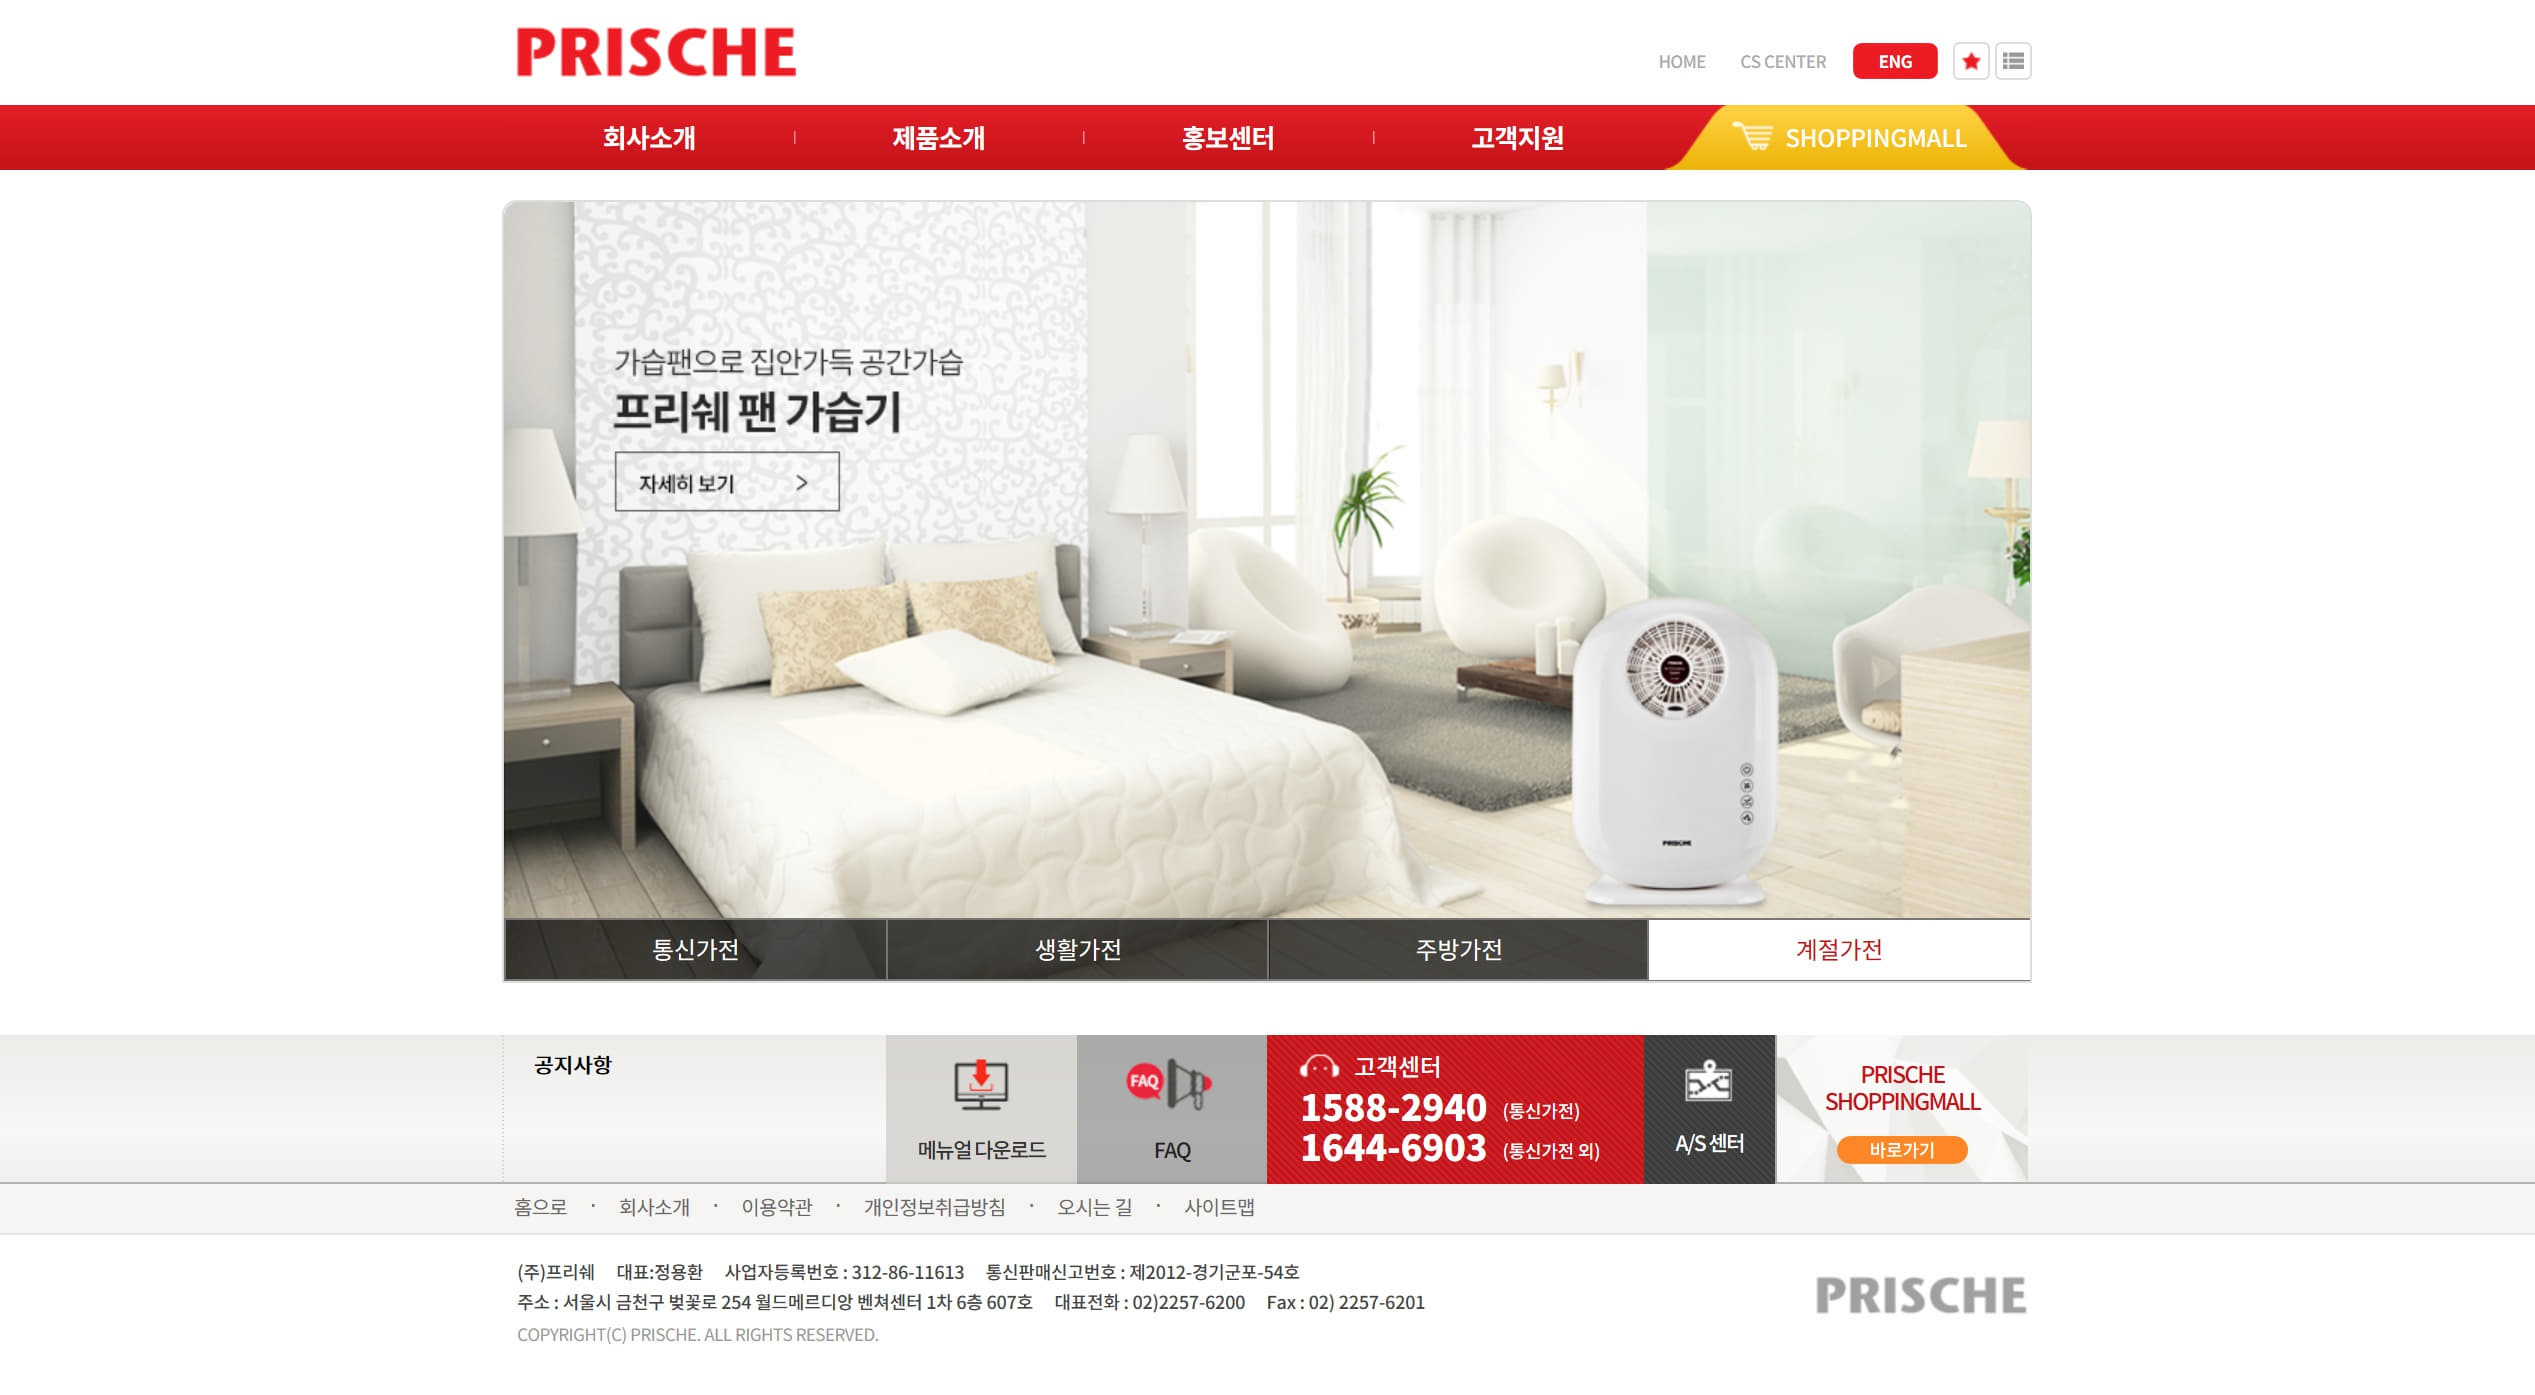 PRISCHE
HOME CS CENTER ENG
회사소개 제품소개 홍보센터 고객지원 SHOPPINGMALL
가습팬으로 집안가득 공간가습
프리쉐 팬 가습기
자세히 보기 >
PRISCHE
통신가전 생활가전 주방가전 계절가전
공지사항
메뉴얼 다운로드
FAQ
FAQ
고객센터
1588-2940 (통신가전)
1644-6903 (통신가전 외)
A/S 센터
PRISCHE
SHOPPINGMALL
바로가기
홈으로 · 회사소개 · 이용약관 · 개인정보취급방침 · 오시는 길 · 사이트맵
(주)프리쉐 대표:정용환 사업자등록번호 : 312-86-11613 통신판매신고번호 : 제2012-경기군포-54호
주소 : 서울시 금천구 벚꽃로 254 월드메르디앙 벤쳐센터 1차 6층 607호 대표전화 : 02)2257-6200 Fax : 02) 2257-6201
COPYRIGHT(C) PRISCHE. ALL RIGHTS RESERVED.
PRISCHE